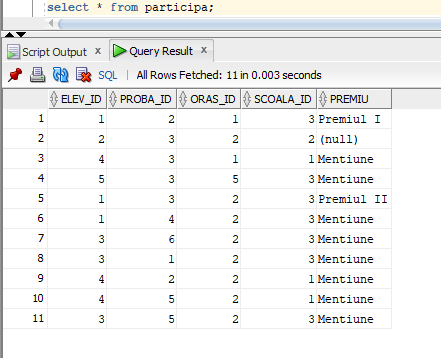 select * from participa;
Script Output x Query Result x
SQL | All Rows Fetched: 11 in 0.003 seconds
ELEV_ID PROBA_ID ORAS_ID SCOALA_ID PREMIU
1 1 2 1 3 Premiul I
2 2 3 2 2 (null)
3 4 3 1 1 Mentiune
4 5 3 5 3 Mentiune
5 1 3 2 3 Premiul II
6 1 4 2 3 Mentiune
7 3 6 2 3 Mentiune
8 3 1 2 3 Mentiune
9 4 2 2 1 Mentiune
10 4 5 2 1 Mentiune
11 3 5 2 3 Mentiune